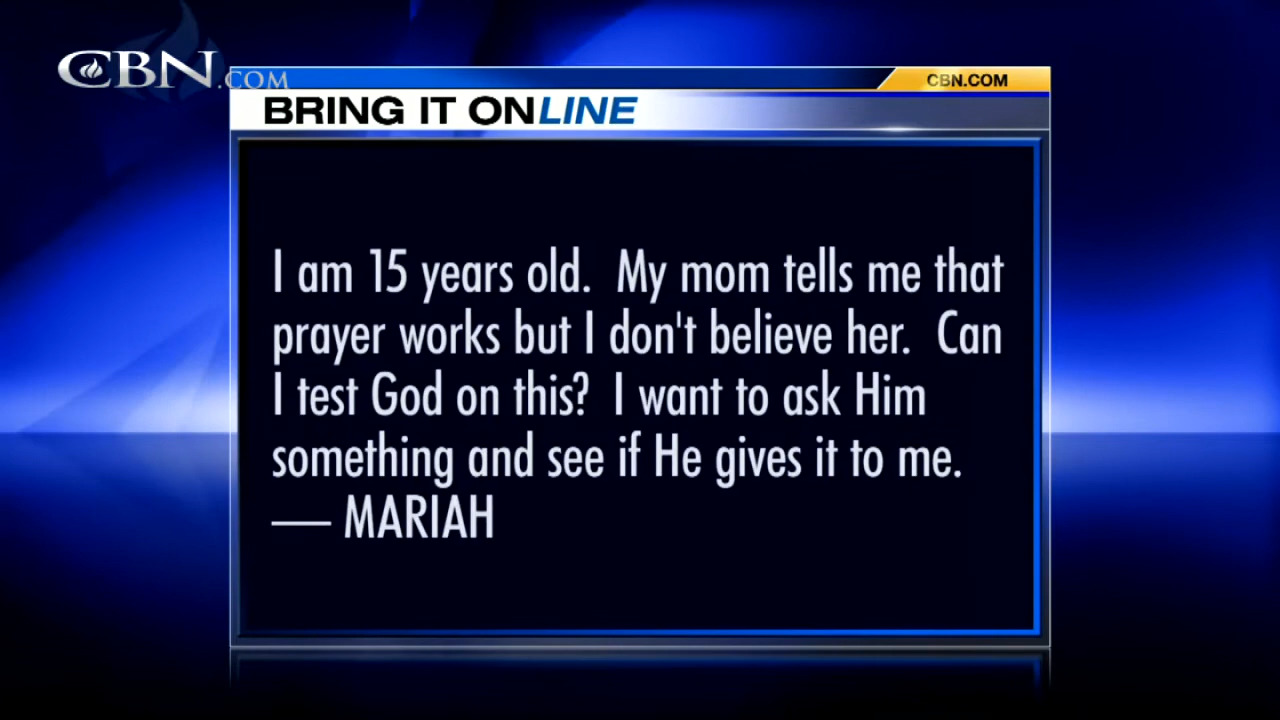 CBN.COM
CBN.COM
BRING IT ONLINE
I am 15 years old.  My mom tells me that
prayer works but I don't believe her.  Can
I test God on this?  I want to ask Him
something and see if He gives it to me.
— MARIAH